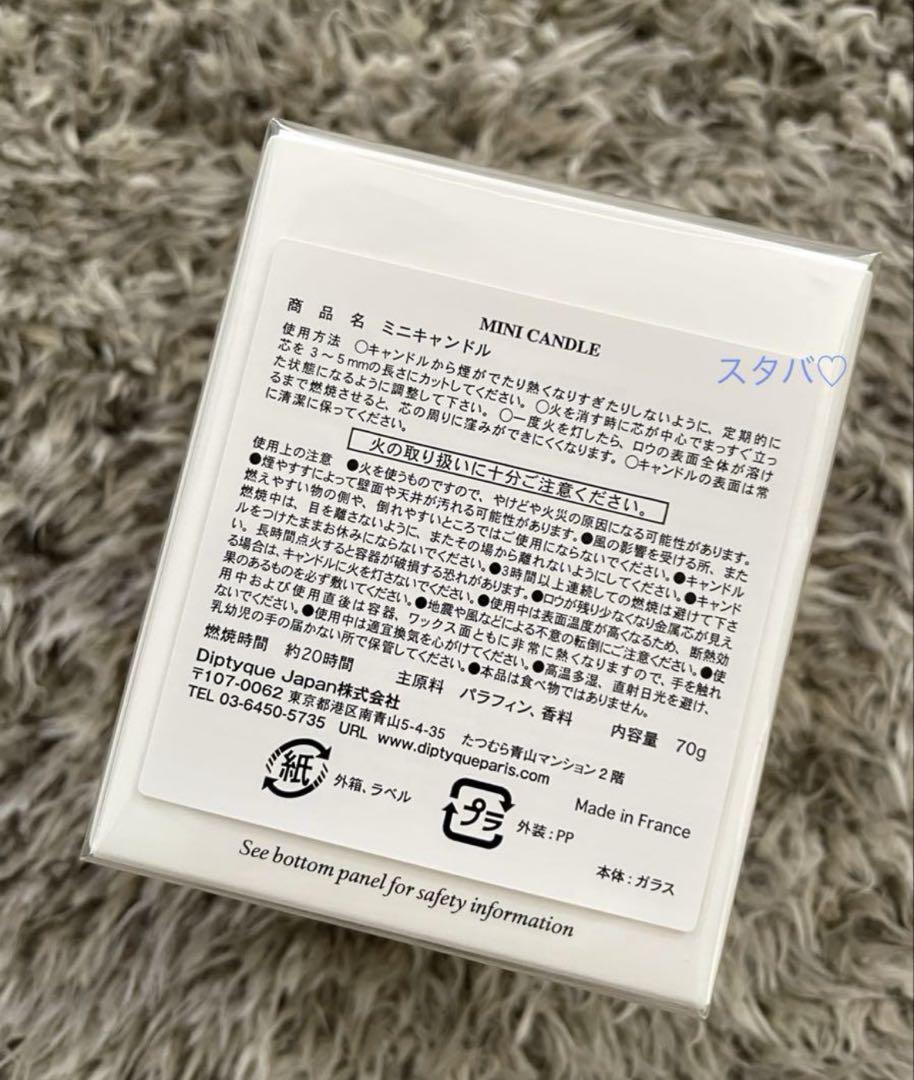 MINI CANDLE
商品名 ミニキャンドル
使用方法 ○キャンドルから煙がでたり熱くなりすぎたりしないように、定期的に
芯を3〜5mmの長さにカットしてください。○火を消す時に芯が中心でまっすぐ立っ
た状態になるように調整して下さい。○一度火を灯したら、ロウの表面全体が溶け
るまで燃焼させると、芯の周りに窪みができにくくなります。○キャンドルの表面は常
に清潔に保ってください。
火の取り扱いに十分ご注意ください。
使用上の注意 ●火を使うものですので、やけどや火災の原因になる可能性があります。
●煙やすすによって壁面や天井が汚れる可能性があります。●風の影響を受ける所、また
燃えやすい物の側や、倒れやすいところではご使用にならないでください。●キャンドル
燃焼中は、目を離さないように、またその場から離れないようにしてください。●キャンド
ルをつけたままお休みにならないでください。●3時間以上連続しての燃焼は避けて下さ
い。長時間点火すると容器が破損する恐れがあります。●ロウが残り少なくなり金属芯が見え
る場合は、キャンドルに火を灯さないでください。●使用中は表面温度が高くなるため、断熱効
果のあるものを必ず敷いてください。●地震や風などによる不意の転倒にご注意ください。●使
用中および使用直後は容器、ワックス面ともに非常に熱くなりますので、手を触れ
ないでください。●使用中は適宜換気を心がけてください。●高温多湿、直射日光を避け、
乳幼児の手の届かない所で保管してください。●本品は食べ物ではありません。
燃焼時間 約20時間 主原料 パラフィン、香料 内容量 70g
Diptyque Japan株式会社
〒107-0062 東京都港区南青山5-4-35 たつむら青山マンション2階
TEL 03-6450-5735 URL www.diptyqueparis.com
Made in France
紙 外箱、ラベル
プラ 外装:PP
本体:ガラス
See bottom panel for safety information
スタバ♡